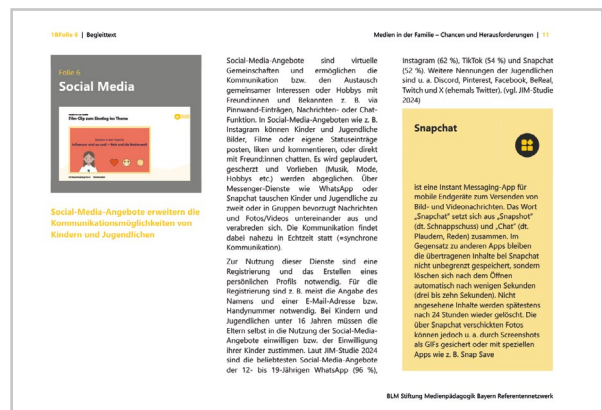 18Folie 6 | Begleittext
Medien in der Familie – Chancen und Herausforderungen | 11
Folie 6
Social Media
Film-Clip zum Einstieg ins Thema
Influencer sind so cool! – Reiz und die Reichweite
Social-Media-Angebote erweitern die
Kommunikationsmöglichkeiten von
Kindern und Jugendlichen
Social-Media-Angebote sind virtuelle
Gemeinschaften und ermöglichen die
Kommunikation bzw. den Austausch
gemeinsamer Interessen oder Hobbys mit
Freund:innen und Bekannten z. B. via
Pinnwand-Einträgen, Nachrichten- oder Chat-
Funktion. In Social-Media-Angeboten wie z. B.
Instagram können Kinder und Jugendliche
Bilder, Filme oder eigene Statuseinträge
posten, liken und kommentieren, oder direkt
mit Freund:innen chatten. Es wird geplaudert,
gescherzt und Vorlieben (Musik, Mode,
Hobbys etc.) werden abgeglichen. Über
Messenger-Dienste wie WhatsApp oder
Snapchat tauschen Kinder und Jugendliche zu
zweit oder in Gruppen bevorzugt Nachrichten
und Fotos/Videos untereinander aus und
verabreden sich. Die Kommunikation findet
dabei nahezu in Echtzeit statt (=synchrone
Kommunikation).
Zur Nutzung dieser Dienste sind eine
Registrierung und das Erstellen eines
persönlichen Profils notwendig. Für die
Registrierung sind z. B. meist die Angabe des
Namens und einer E-Mail-Adresse bzw.
Handynummer notwendig. Bei Kindern und
Jugendlichen unter 16 Jahren müssen die
Eltern selbst in die Nutzung der Social-Media-
Angebote einwilligen bzw. der Einwilligung
ihrer Kinder zustimmen. Laut JIM-Studie 2024
sind die beliebtesten Social-Media-Angebote
der 12- bis 19-Jährigen WhatsApp (96 %),
Instagram (62 %), TikTok (54 %) und Snapchat
(52 %). Weitere Nennungen der Jugendlichen
sind u. a. Discord, Pinterest, Facebook, BeReal,
Twitch und X (ehemals Twitter). (vgl. JIM-Studie
2024)
Snapchat
ist eine Instant Messaging-App für
mobile Endgeräte zum Versenden von
Bild- und Videonachrichten. Das Wort
„Snapchat" setzt sich aus „Snapshot"
(dt. Schnappschuss) und „Chat" (dt.
Plaudern, Reden) zusammen. Im
Gegensatz zu anderen Apps bleiben
die übertragenen Inhalte bei Snapchat
nicht unbegrenzt gespeichert, sondern
löschen sich nach dem Öffnen
automatisch nach wenigen Sekunden
(drei bis zehn Sekunden). Nicht
angesehene Inhalte werden spätestens
nach 24 Stunden wieder gelöscht. Die
über Snapchat verschickten Fotos
können jedoch u. a. durch Screenshots
als GIFs gesichert oder mit speziellen
Apps wie z. B. Snap Save
BLM Stiftung Medienpädagogik Bayern Referentennetzwerk